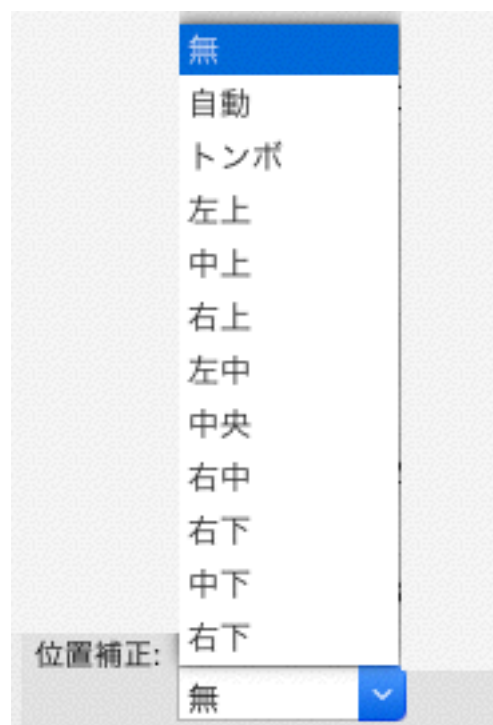 無
自動
トンボ
左上
中上
右上
左中
中央
右中
右下
中下
右下
位置補正:
無